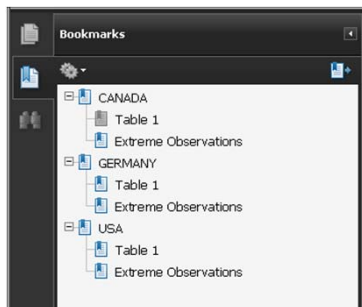 Bookmarks
CANADA
Table 1
Extreme Observations
GERMANY
Table 1
Extreme Observations
USA
Table 1
Extreme Observations